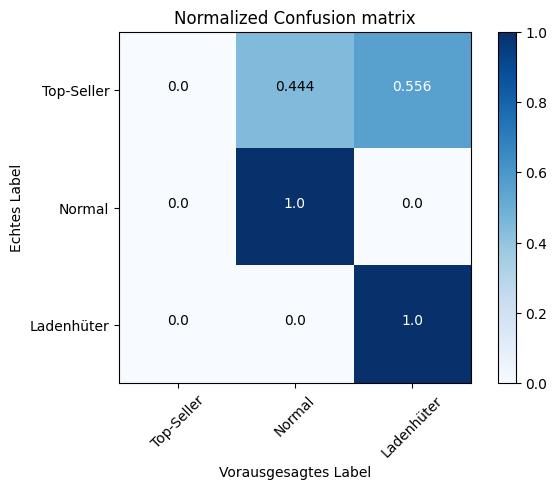 Normalized Confusion matrix
Echtes Label
Top-Seller 0.0 0.444 0.556
Normal 0.0 1.0 0.0
Ladenhüter 0.0 0.0 1.0
Top-Seller Normal Ladenhüter
Vorausgesagtes Label
1.0
0.8
0.6
0.4
0.2
0.0